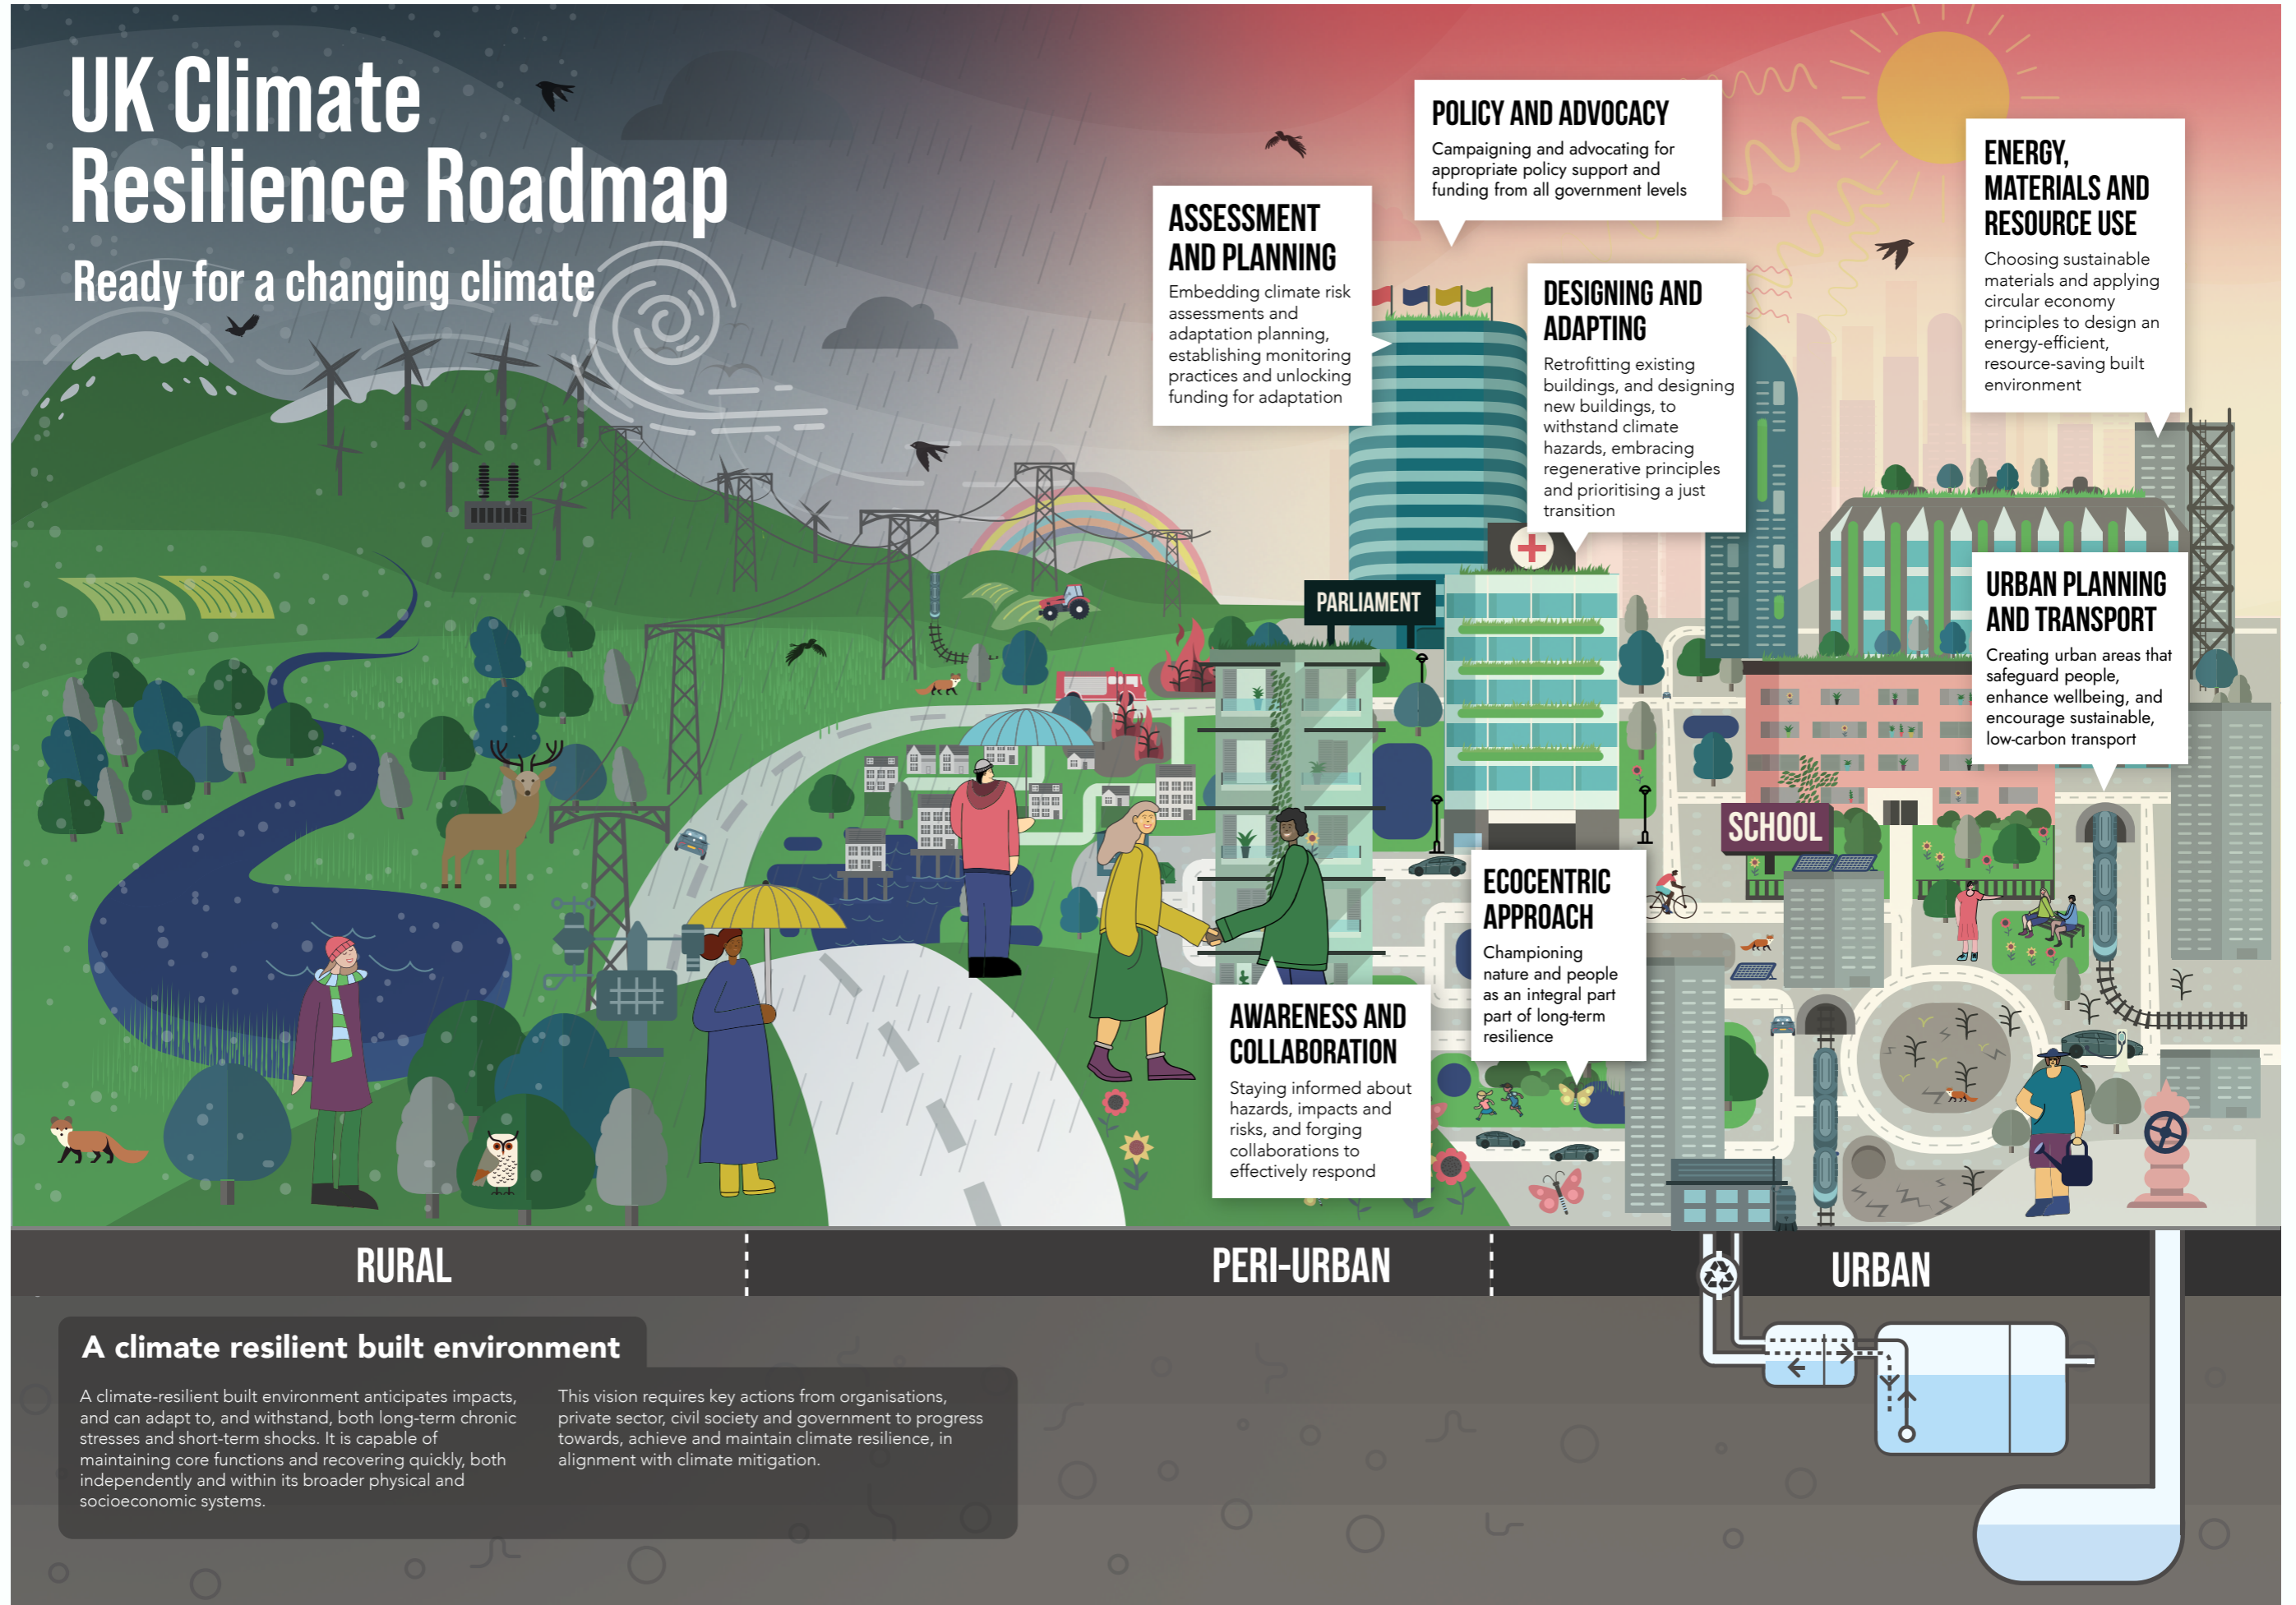 UK Climate
Resilience Roadmap
Ready for a changing climate
POLICY AND ADVOCACY
Campaigning and advocating for
appropriate policy support and
funding from all government levels
ASSESSMENT
AND PLANNING
Embedding climate risk
assessments and
adaptation planning,
establishing monitoring
practices and unlocking
funding for adaptation
DESIGNING AND
ADAPTING
Retrofitting existing
buildings, and designing
new buildings, to
withstand climate
hazards, embracing
regenerative principles
and prioritising a just
transition
ENERGY,
MATERIALS AND
RESOURCE USE
Choosing sustainable
materials and applying
circular economy
principles to design an
energy-efficient,
resource-saving built
environment
PARLIAMENT
URBAN PLANNING
AND TRANSPORT
Creating urban areas that
safeguard people,
enhance wellbeing, and
encourage sustainable,
low-carbon transport
SCHOOL
ECOCENTRIC
APPROACH
Championing
nature and people
as an integral part
part of long-term
resilience
AWARENESS AND
COLLABORATION
Staying informed about
hazards, impacts and
risks, and forging
collaborations to
effectively respond
RURAL
PERI-URBAN
URBAN
A climate resilient built environment
A climate-resilient built environment anticipates impacts,
and can adapt to, and withstand, both long-term chronic
stresses and short-term shocks. It is capable of
maintaining core functions and recovering quickly, both
independently and within its broader physical and
socioeconomic systems.
This vision requires key actions from organisations,
private sector, civil society and government to progress
towards, achieve and maintain climate resilience, in
alignment with climate mitigation.